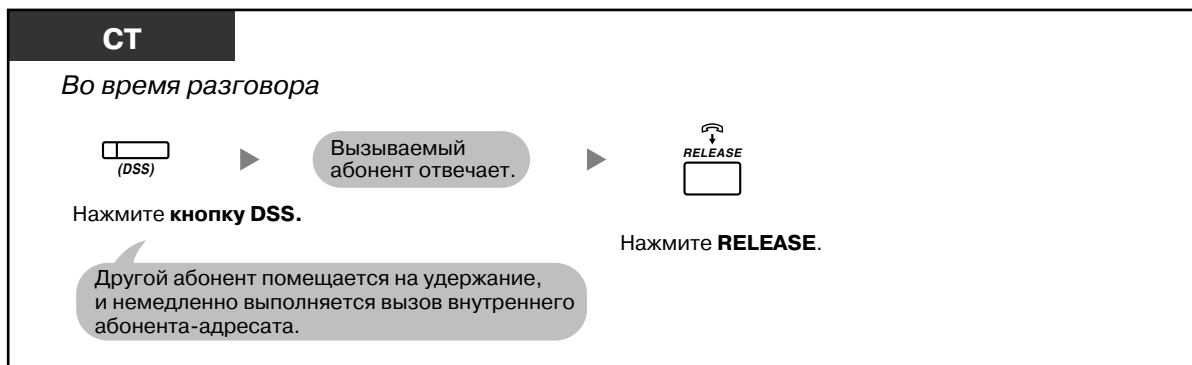 СТ
Во время разговора
(DSS)
Вызываемый
абонент отвечает.
RELEASE
Нажмите кнопку DSS.
Нажмите RELEASE.
Другой абонент помещается на удержание,
и немедленно выполняется вызов внутреннего
абонента-адресата.